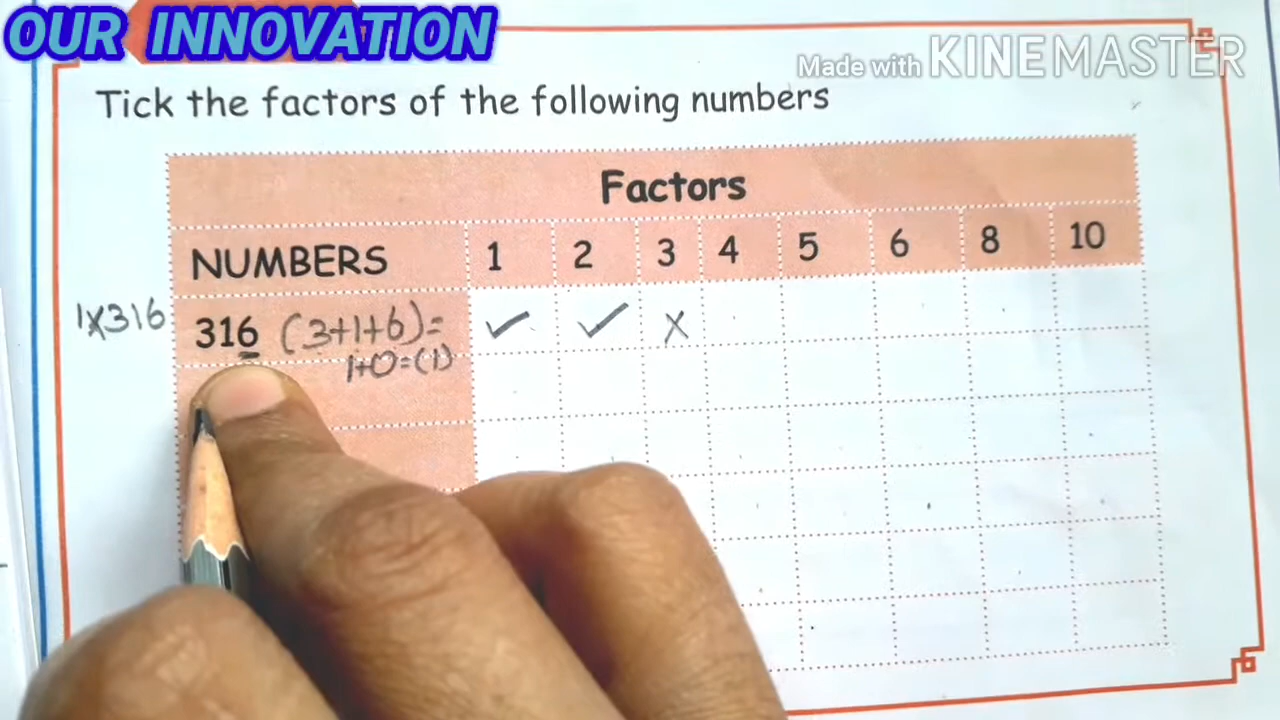 OUR INNOVATION
Made with KINEMASTER
Tick the factors of the following numbers
Factors
NUMBERS 1 2 3 4 5 6 8 10
1x316 316 (3+1+6)= ✓ ✓ X
1+0=(1)